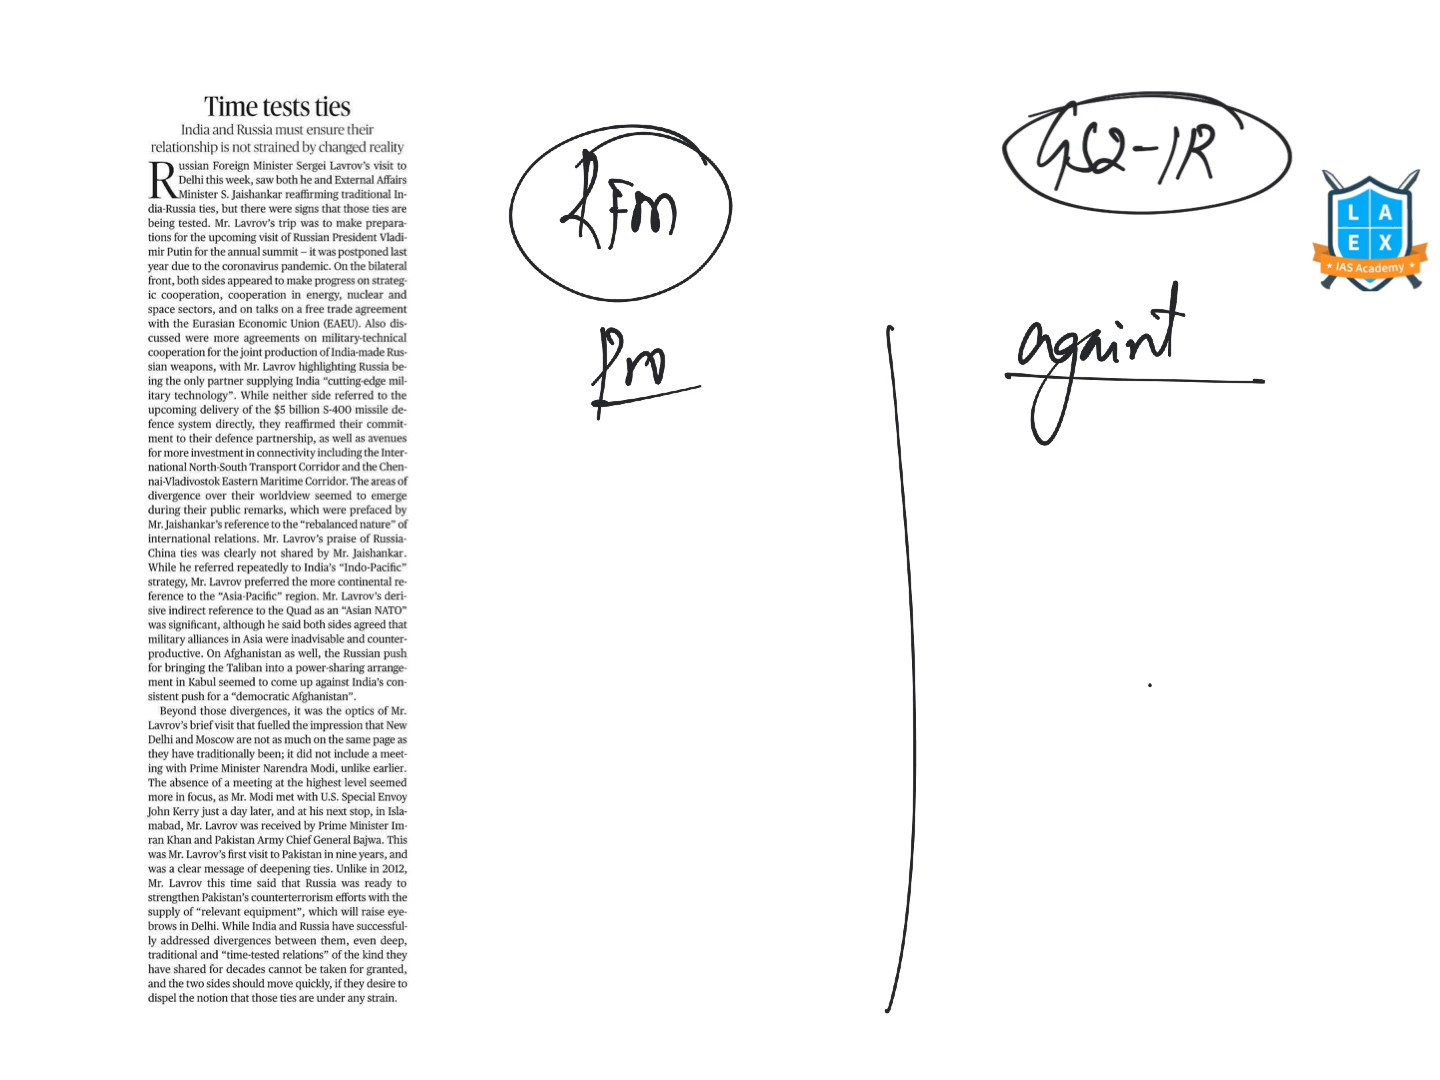 Time tests ties
India and Russia must ensure their
relationship is not strained by changed reality
Russian Foreign Minister Sergei Lavrov's visit to
Delhi this week, saw both he and External Affairs
Minister S. Jaishankar reaffirming traditional In-
dia-Russia ties, but there were signs that those ties are
being tested. Mr. Lavrov's trip was to make prepara-
tions for the upcoming visit of Russian President Vladi-
mir Putin for the annual summit – it was postponed last
year due to the coronavirus pandemic. On the bilateral
front, both sides appeared to make progress on strateg-
ic cooperation, cooperation in energy, nuclear and
space sectors, and on talks on a free trade agreement
with the Eurasian Economic Union (EAEU). Also dis-
cussed were more agreements on military-technical
cooperation for the joint production of India-made Rus-
sian weapons, with Mr. Lavrov highlighting Russia be-
ing the only partner supplying India "cutting-edge mil-
itary technology". While neither side referred to the
upcoming delivery of the $5 billion S-400 missile de-
fence system directly, they reaffirmed their commit-
ment to their defence partnership, as well as avenues
for more investment in connectivity including the Inter-
national North-South Transport Corridor and the Chen-
nai-Vladivostok Eastern Maritime Corridor. The areas of
divergence over their worldview seemed to emerge
during their public remarks, which were prefaced by
Mr. Jaishankar's reference to the "rebalanced nature" of
international relations. Mr. Lavrov's praise of Russia-
China ties was clearly not shared by Mr. Jaishankar.
While he referred repeatedly to India's "Indo-Pacific"
strategy, Mr. Lavrov preferred the more continental re-
ference to the "Asia-Pacific" region. Mr. Lavrov's deri-
sive indirect reference to the Quad as an "Asian NATO"
was significant, although he said both sides agreed that
military alliances in Asia were inadvisable and counter-
productive. On Afghanistan as well, the Russian push
for bringing the Taliban into a power-sharing arrange-
ment in Kabul seemed to come up against India's con-
sistent push for a "democratic Afghanistan".
Beyond those divergences, it was the optics of Mr.
Lavrov's brief visit that fuelled the impression that New
Delhi and Moscow are not as much on the same page as
they have traditionally been; it did not include a meet-
ing with Prime Minister Narendra Modi, unlike earlier.
The absence of a meeting at the highest level seemed
more in focus, as Mr. Modi met with U.S. Special Envoy
John Kerry just a day later, and at his next stop, in Isla-
mabad, Mr. Lavrov was received by Prime Minister Im-
ran Khan and Pakistan Army Chief General Bajwa. This
was Mr. Lavrov's first visit to Pakistan in nine years, and
was a clear message of deepening ties. Unlike in 2012,
Mr. Lavrov this time said that Russia was ready to
strengthen Pakistan's counterterrorism efforts with the
supply of "relevant equipment", which will raise eye-
brows in Delhi. While India and Russia have successful-
ly addressed divergences between them, even deep,
traditional and "time-tested relations" of the kind they
have shared for decades cannot be taken for granted,
and the two sides should move quickly, if they desire to
dispel the notion that those ties are under any strain.
RFm
Pro
GS2-IR
againt
L A
E X
IAS Academy